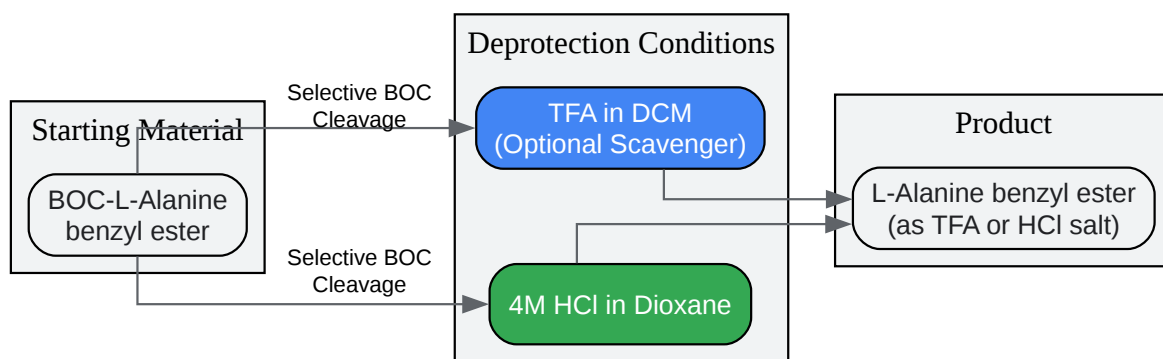 Starting Material
BOC-L-Alanine
benzyl ester
Selective BOC
Cleavage
Selective BOC
Cleavage
Deprotection Conditions
TFA in DCM
(Optional Scavenger)
4M HCl in Dioxane
Product
L-Alanine benzyl ester
(as TFA or HCl salt)